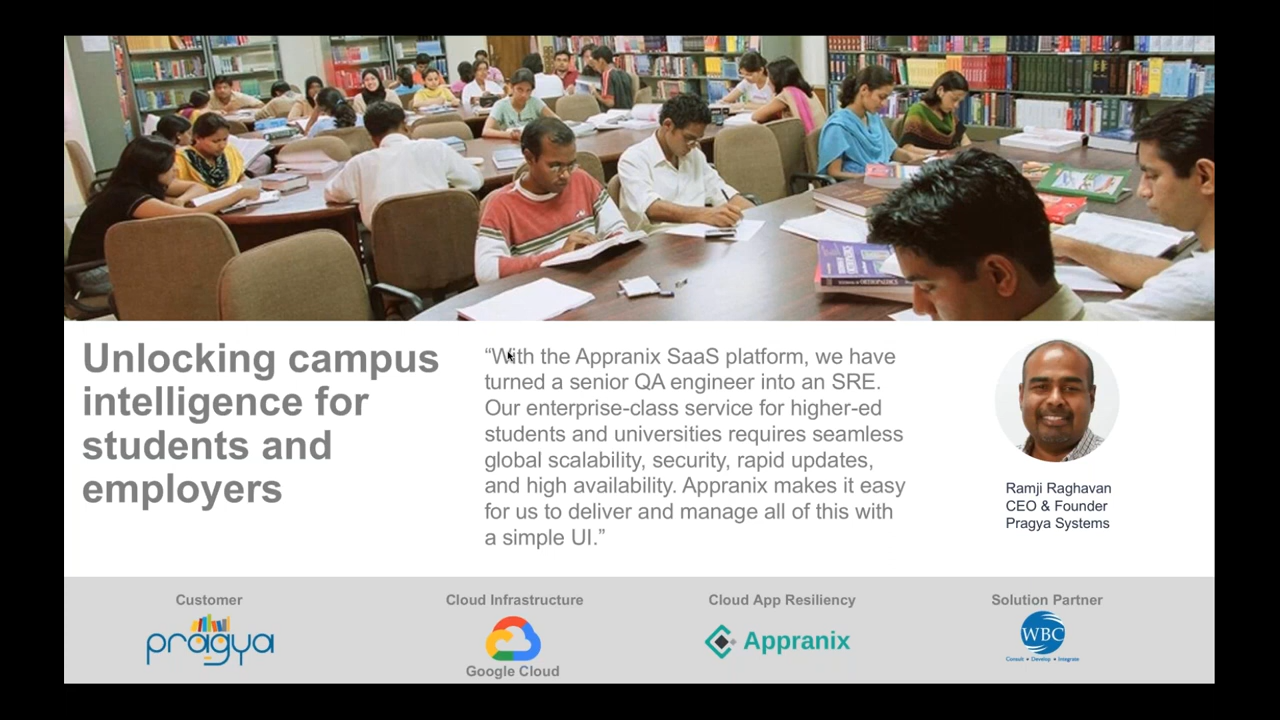 Unlocking campus
intelligence for
students and
employers
“With the Appranix SaaS platform, we have
turned a senior QA engineer into an SRE.
Our enterprise-class service for higher-ed
students and universities requires seamless
global scalability, security, rapid updates,
and high availability. Appranix makes it easy
for us to deliver and manage all of this with
a simple UI.”
Ramji Raghavan
CEO & Founder
Pragya Systems
Customer
pragya
Cloud Infrastructure
Google Cloud
Cloud App Resiliency
Appranix
Solution Partner
WBC
Consult • Develop • Integrate